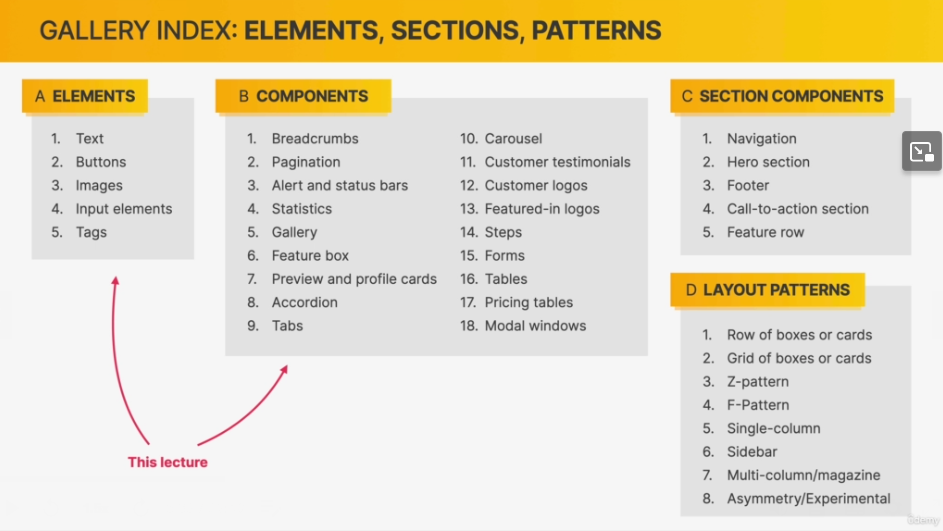 GALLERY INDEX: ELEMENTS, SECTIONS, PATTERNS
A ELEMENTS
1. Text
2. Buttons
3. Images
4. Input elements
5. Tags
B COMPONENTS
1. Breadcrumbs
2. Pagination
3. Alert and status bars
4. Statistics
5. Gallery
6. Feature box
7. Preview and profile cards
8. Accordion
9. Tabs
10. Carousel
11. Customer testimonials
12. Customer logos
13. Featured-in logos
14. Steps
15. Forms
16. Tables
17. Pricing tables
18. Modal windows
C SECTION COMPONENTS
1. Navigation
2. Hero section
3. Footer
4. Call-to-action section
5. Feature row
D LAYOUT PATTERNS
1. Row of boxes or cards
2. Grid of boxes or cards
3. Z-pattern
4. F-Pattern
5. Single-column
6. Sidebar
7. Multi-column/magazine
8. Asymmetry/Experimental
This lecture
Udemy